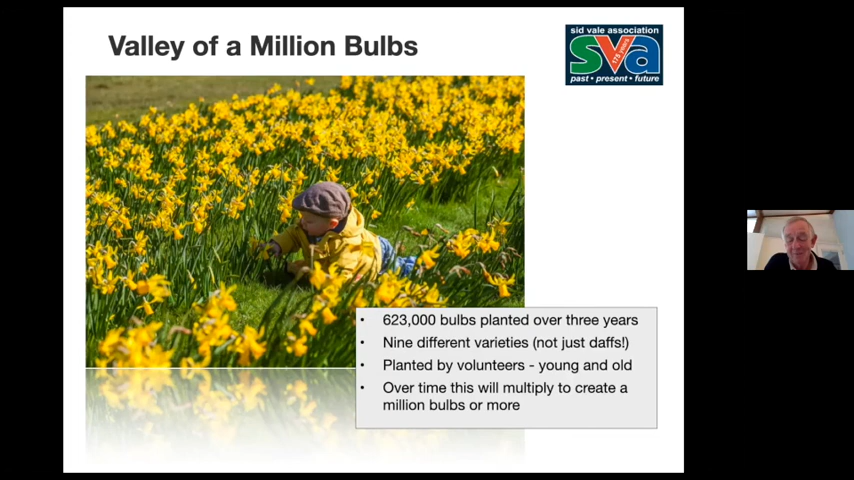 Valley of a Million Bulbs
sid vale association
sva
175 years
past • present • future
• 623,000 bulbs planted over three years
• Nine different varieties (not just daffs!)
• Planted by volunteers - young and old
• Over time this will multiply to create a
million bulbs or more